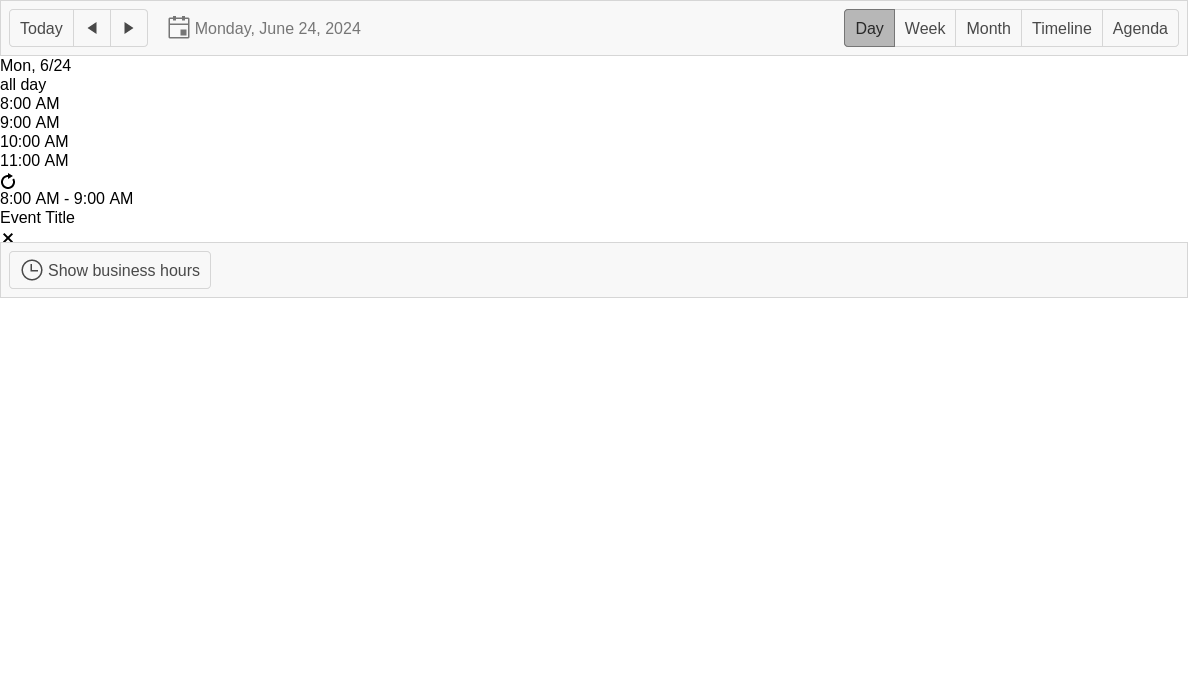 Today
Monday, June 24, 2024
Day
Week
Month
Timeline
Agenda
Mon, 6/24
all day
8:00 AM
9:00 AM
10:00 AM
11:00 AM
8:00 AM - 9:00 AM
Event Title
Show business hours